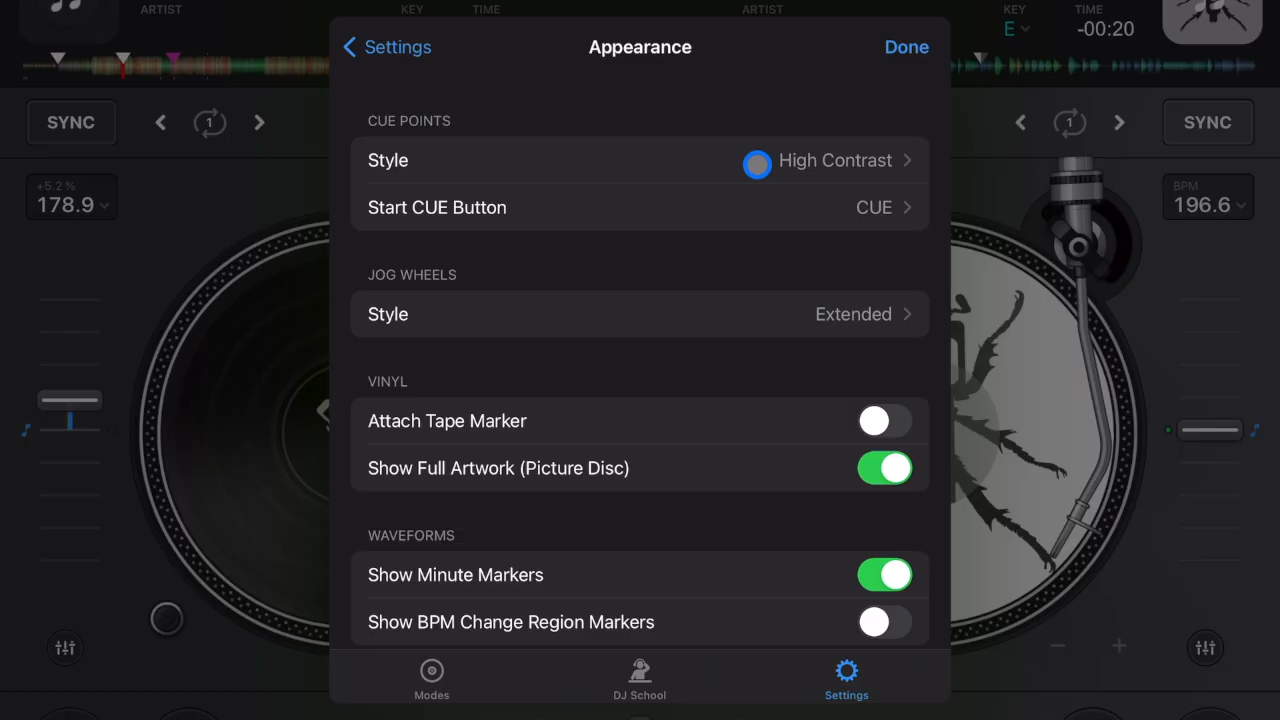 ARTIST
KEY
TIME
ARTIST
KEY
TIME
E
-00:20
Settings
Appearance
Done
SYNC
1
1
SYNC
CUE POINTS
Style
High Contrast
Start CUE Button
CUE
+5.2%
178.9
BPM
196.6
JOG WHEELS
Style
Extended
VINYL
Attach Tape Marker
Show Full Artwork (Picture Disc)
WAVEFORMS
Show Minute Markers
Show BPM Change Region Markers
Modes
DJ School
Settings